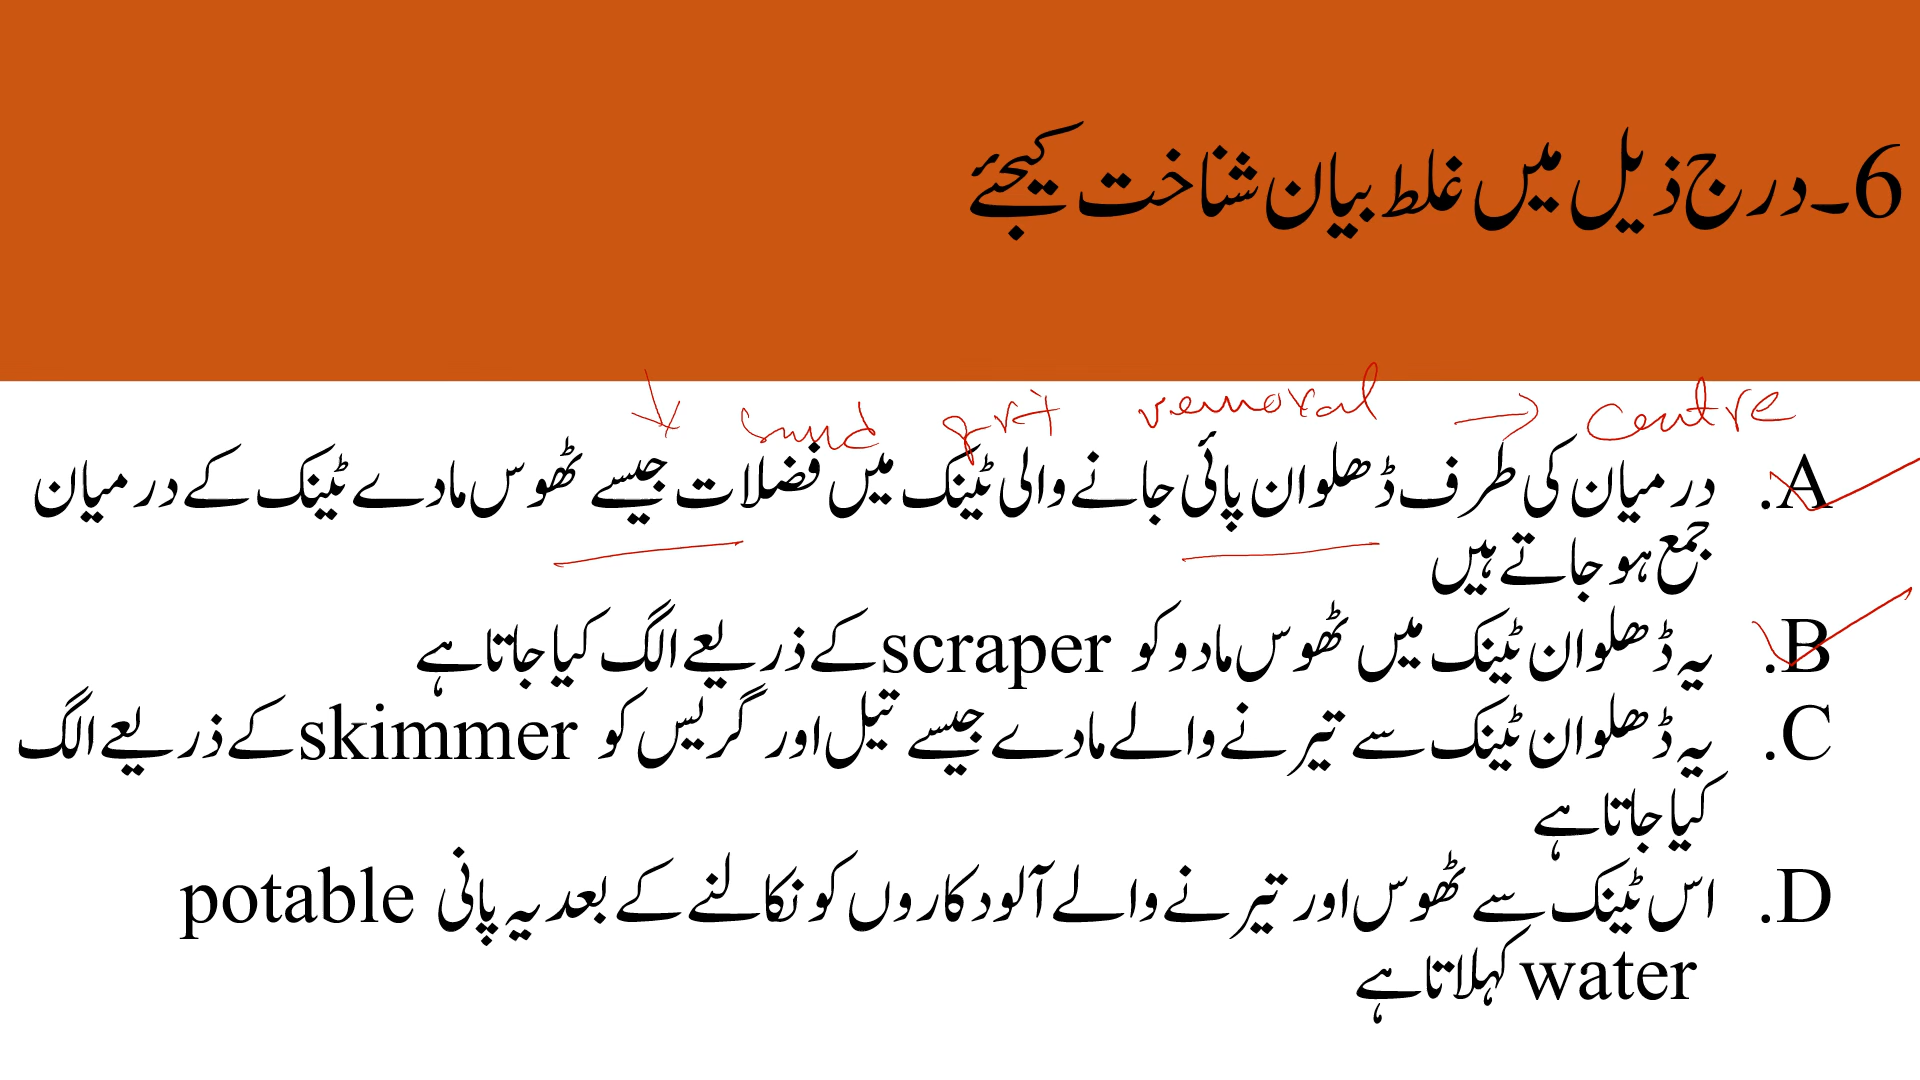 6۔درج ذیل میں غلط بیان شناخت کیجئے
sand grit removal → centre
A. درمیان کی طرف ڈھلوان پائی جانے والی ٹینک میں فضلات جیسے ٹھوس مادے ٹینک کے درمیان
جمع ہو جاتے ہیں
B. یہ ڈھلوان ٹینک میں ٹھوس مادو کو scraper کے ذریعے الگ کیا جاتا ہے
C. یہ ڈھلوان ٹینک سے تیرنے والے مادے جیسے تیل اور گریس کو skimmer کے ذریعے الگ
کیا جاتا ہے
D. اس ٹینک سے ٹھوس اور تیرنے والے آلودکاروں کو نکالنے کے بعد یہ پانی potable
water کہلاتا ہے